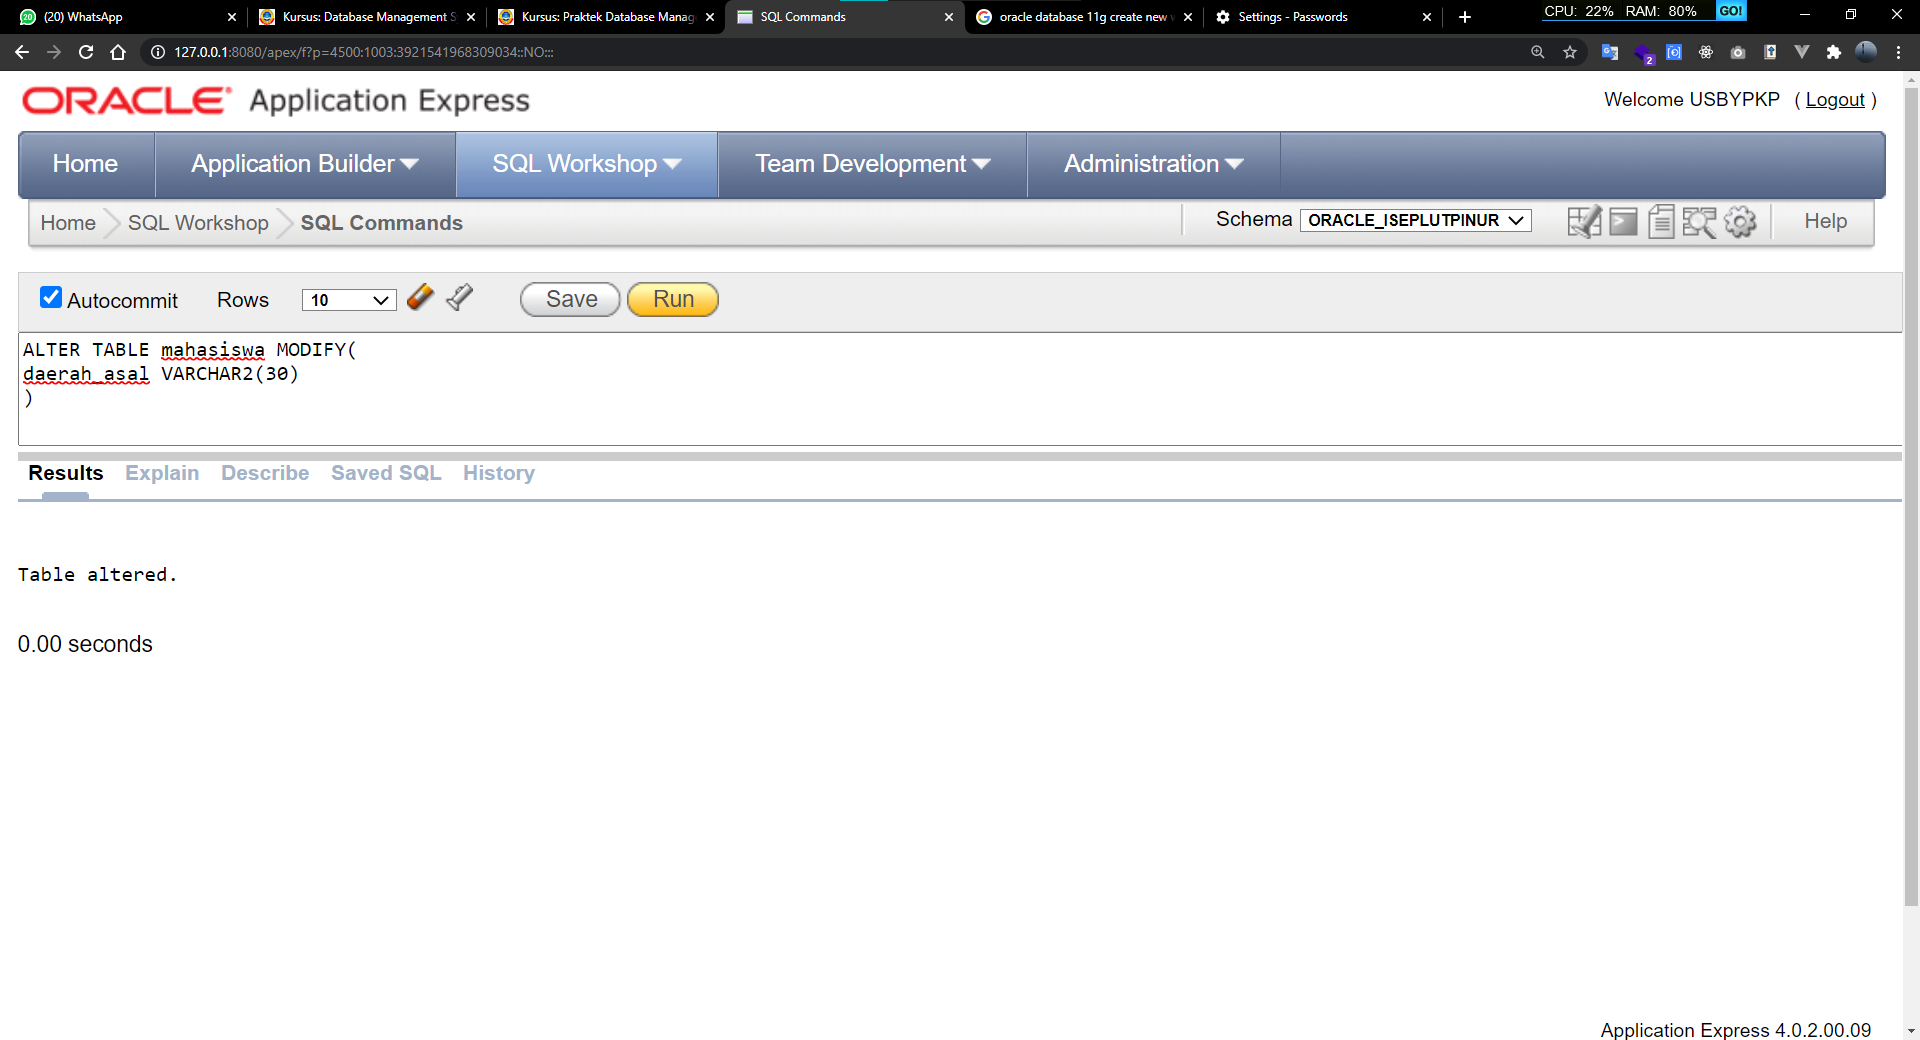 (20) WhatsApp
Kursus: Database Management S
Kursus: Praktek Database Manag
SQL Commands
oracle database 11g create new
Settings - Passwords
CPU: 22% RAM: 80% GO!
127.0.0.1:8080/apex/f?p=4500:1003:3921541968309034::NO:::
2
ORACLE Application Express
Welcome USBYPKP ( Logout )
Home
Application Builder
SQL Workshop
Team Development
Administration
Home SQL Workshop SQL Commands
Schema ORACLE_ISEPLUTPINUR
Help
Autocommit Rows 10 Save Run
ALTER TABLE mahasiswa MODIFY(
daerah_asal VARCHAR2(30)
)
Results Explain Describe Saved SQL History
Table altered.
0.00 seconds
Application Express 4.0.2.00.09